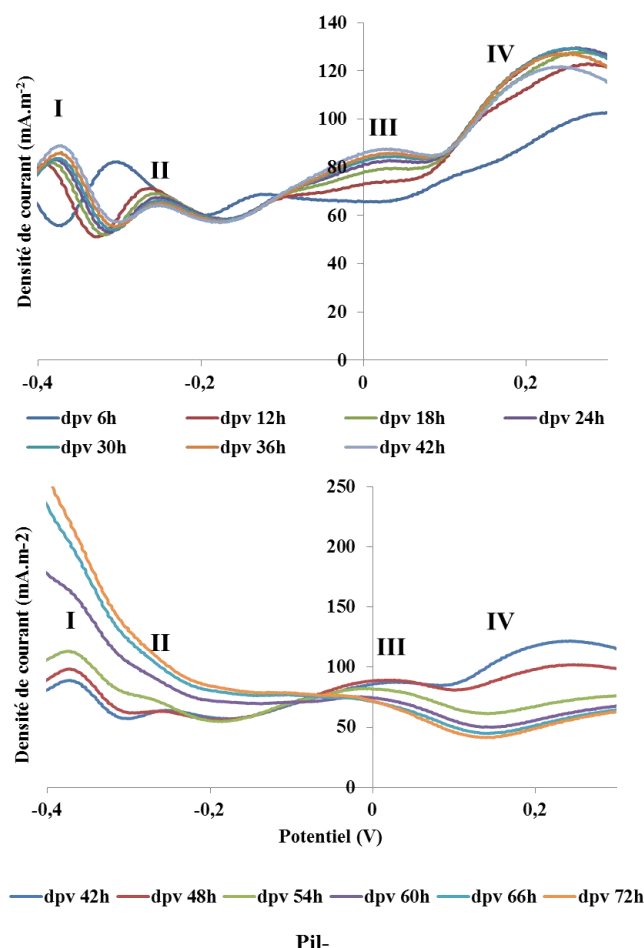 Densité de courant (mA.m-2)
140
120
100
80
60
40
20
0
I
II
III
IV
-0,4
-0,2
0
0,2
dpv 6h
dpv 12h
dpv 18h
dpv 24h
dpv 30h
dpv 36h
dpv 42h
Densité de courant (mA.m-2)
250
200
150
100
50
0
I
II
III
IV
-0,4
-0,2
0
0,2
Potentiel (V)
dpv 42h
dpv 48h
dpv 54h
dpv 60h
dpv 66h
dpv 72h
Pil-